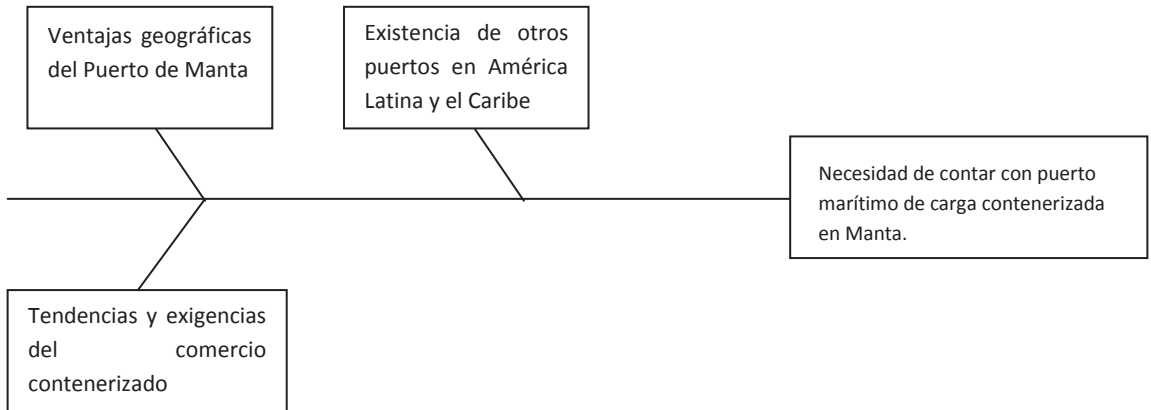 Ventajas geográficas
del Puerto de Manta
Existencia de otros
puertos en América
Latina y el Caribe
Necesidad de contar con puerto
marítimo de carga contenerizada
en Manta.
Tendencias y exigencias
del comercio
contenerizado